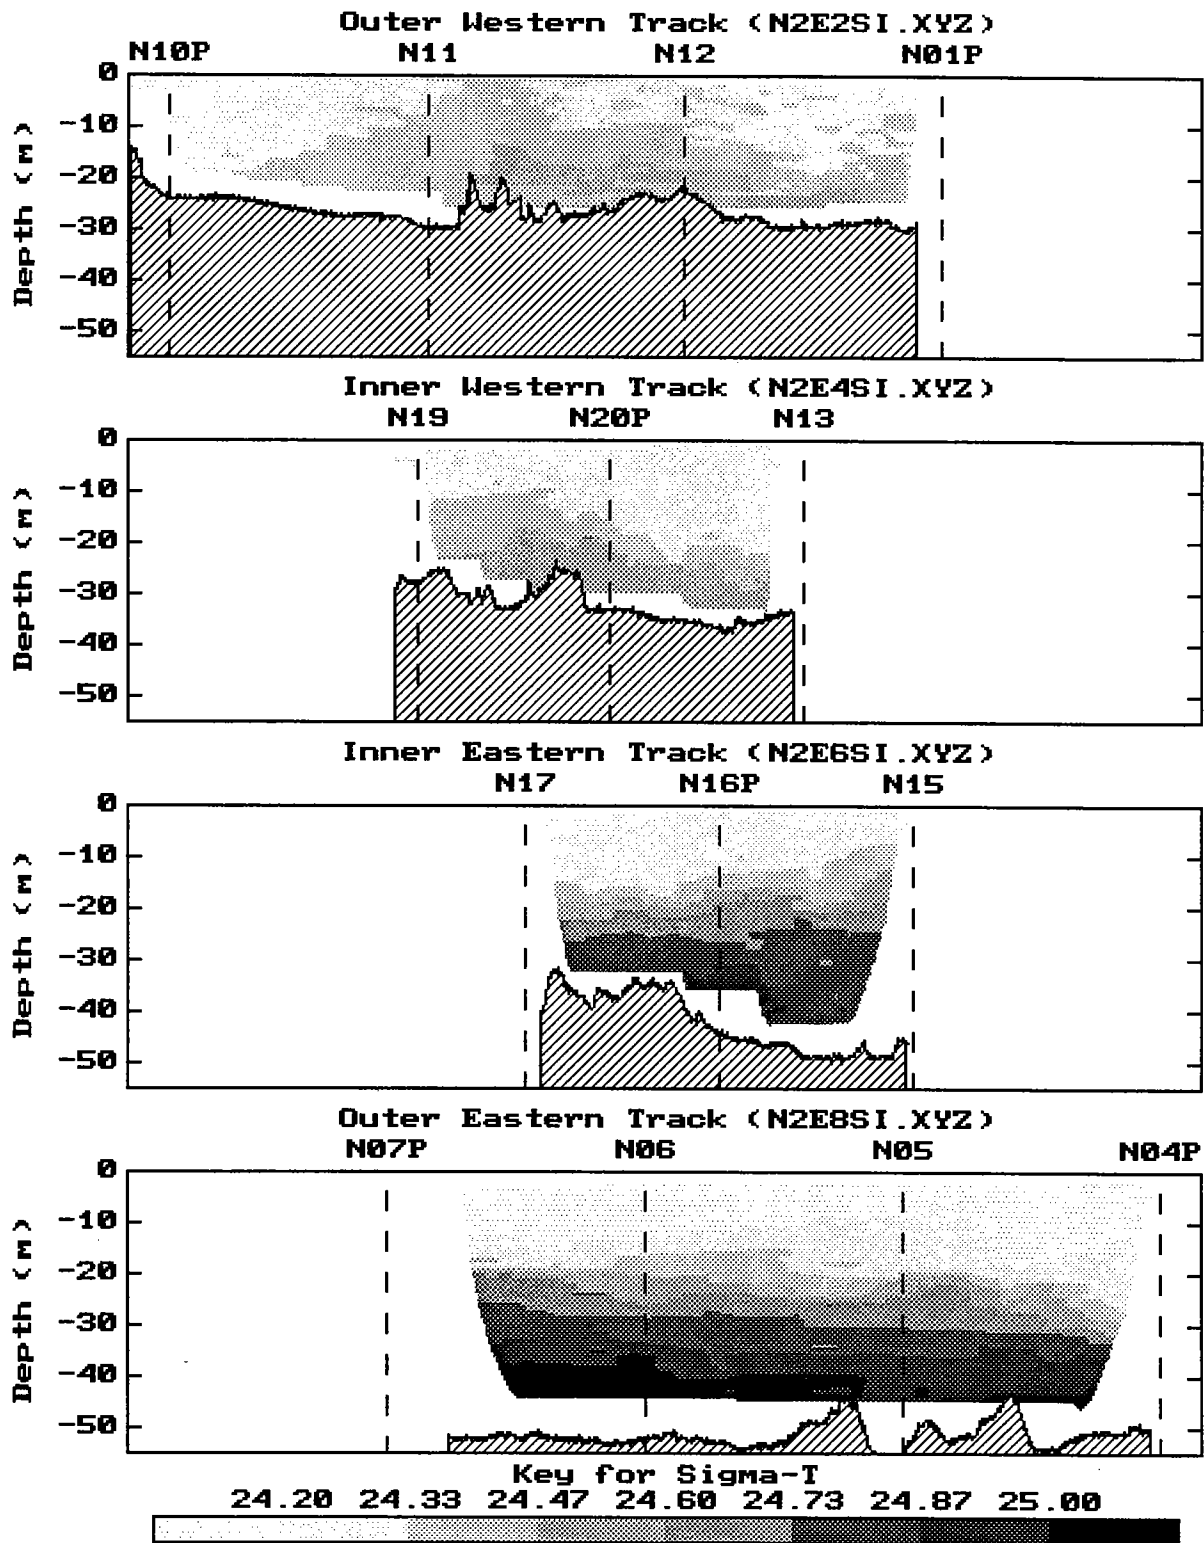 Outer Western Track (N2E2SI.XYZ)
N10P N11 N12 N01P
0
-10
-20
-30
-40
-50
Depth (m)
Inner Western Track (N2E4SI.XYZ)
N19 N20P N13
0
-10
-20
-30
-40
-50
Depth (m)
Inner Eastern Track (N2E6SI.XYZ)
N17 N16P N15
0
-10
-20
-30
-40
-50
Depth (m)
Outer Eastern Track (N2E8SI.XYZ)
N07P N06 N05 N04P
0
-10
-20
-30
-40
-50
Depth (m)
Key for Sigma-T
24.20 24.33 24.47 24.60 24.73 24.87 25.00